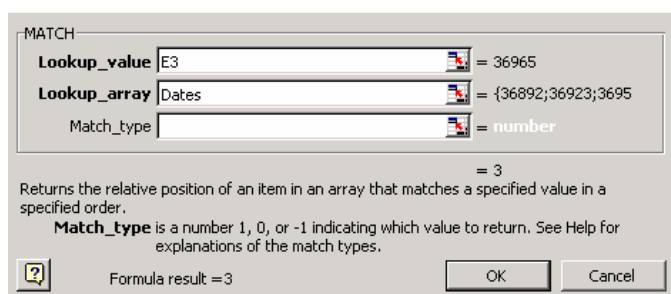 MATCH
Lookup_value E3 = 36965
Lookup_array Dates = {36892;36923;3695
Match_type = number
= 3
Returns the relative position of an item in an array that matches a specified value in a
specified order.
Match_type is a number 1, 0, or -1 indicating which value to return. See Help for
explanations of the match types.
? Formula result =3 OK Cancel